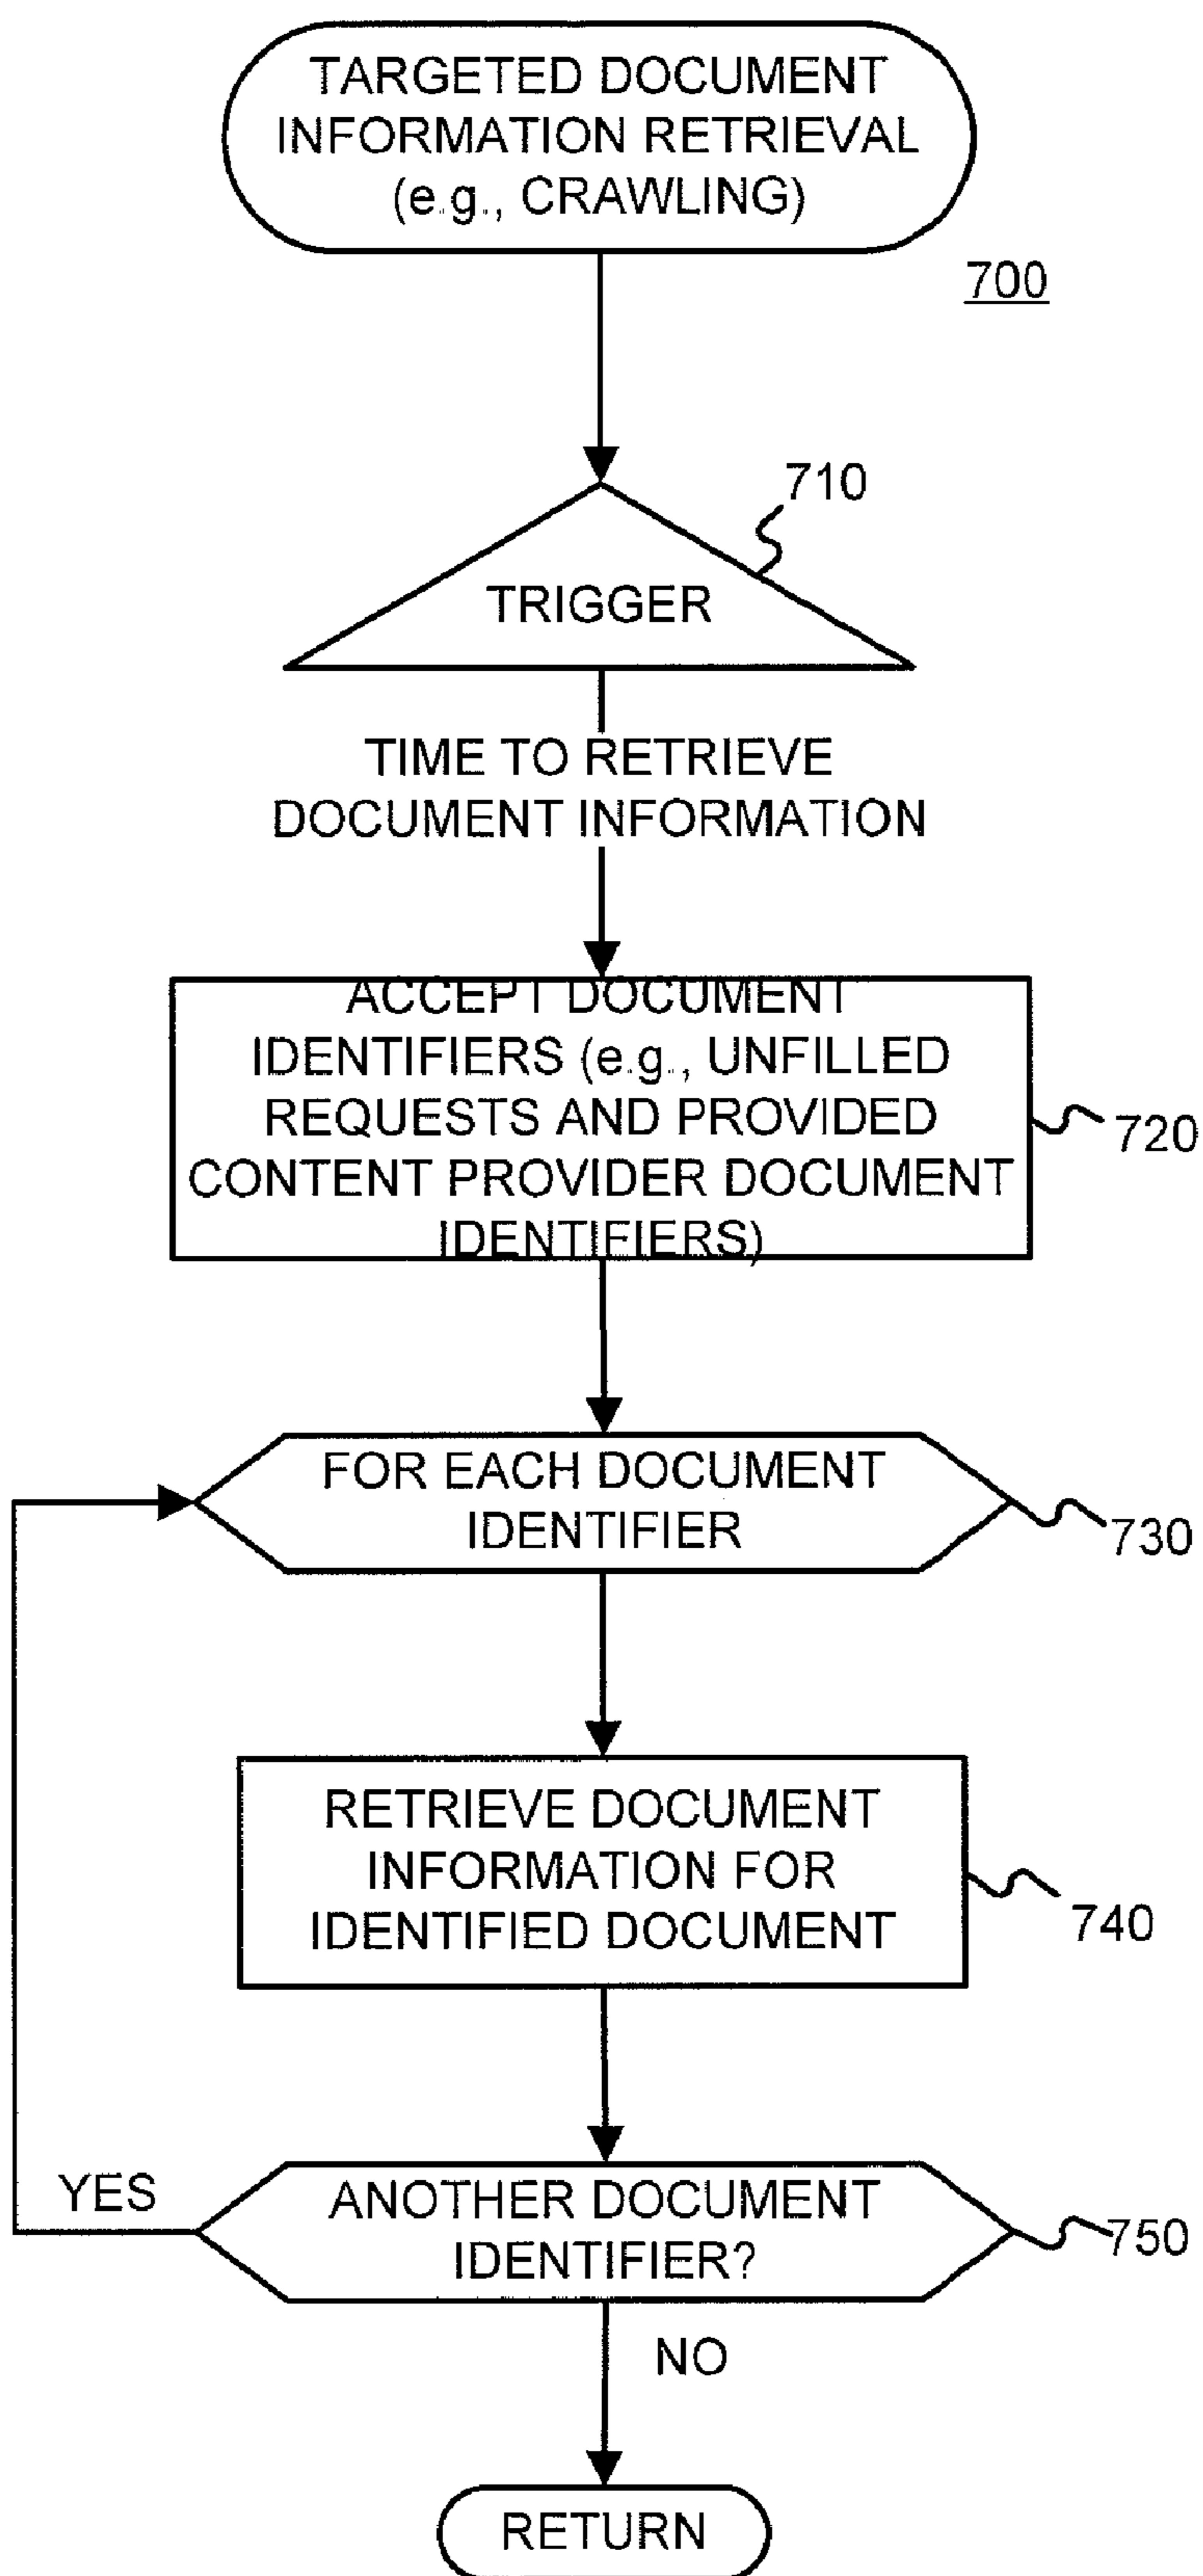 TARGETED DOCUMENT
INFORMATION RETRIEVAL
(e.g., CRAWLING)
700
710
TRIGGER
TIME TO RETRIEVE
DOCUMENT INFORMATION
ACCEPT DOCUMENT
IDENTIFIERS (e.g., UNFILLED
REQUESTS AND PROVIDED
CONTENT PROVIDER DOCUMENT
IDENTIFIERS)
720
FOR EACH DOCUMENT
IDENTIFIER
730
RETRIEVE DOCUMENT
INFORMATION FOR
IDENTIFIED DOCUMENT
740
YES
ANOTHER DOCUMENT
IDENTIFIER?
750
NO
RETURN